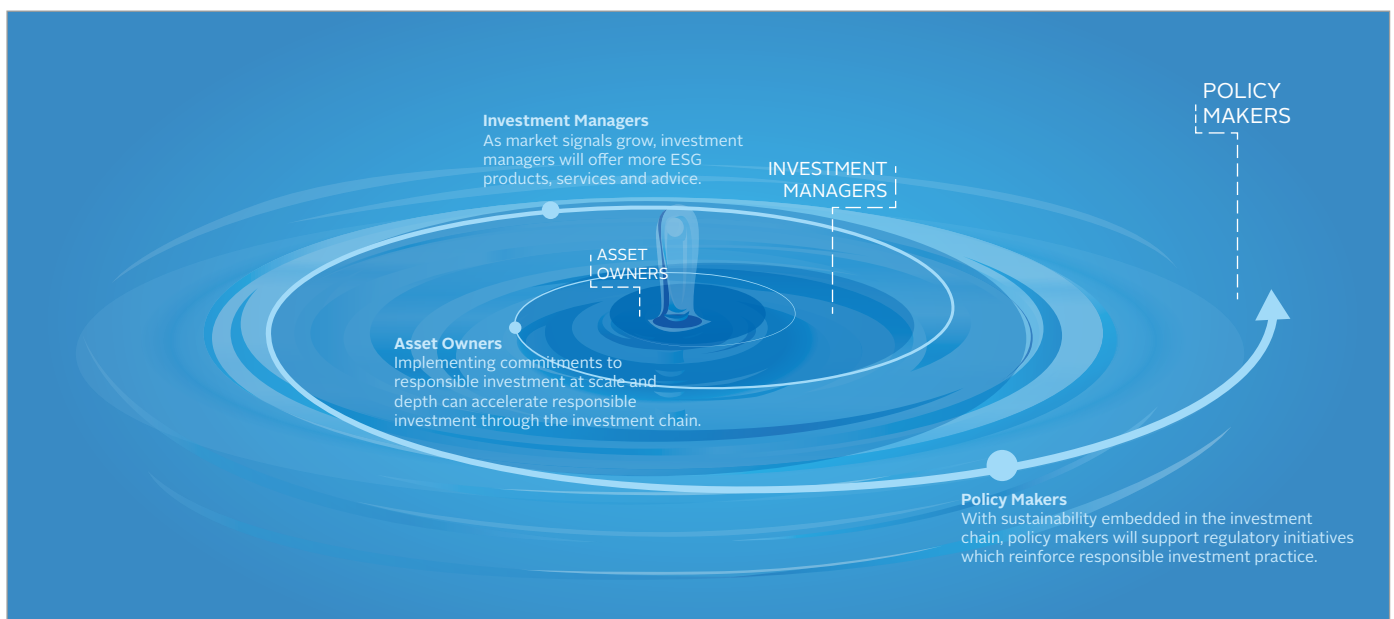 POLICY
MAKERS
Investment Managers
As market signals grow, investment
managers will offer more ESG
products, services and advice.
INVESTMENT
MANAGERS
ASSET
OWNERS
Asset Owners
Implementing commitments to
responsible investment at scale and
depth can accelerate responsible
investment through the investment chain.
Policy Makers
With sustainability embedded in the investment
chain, policy makers will support regulatory initiatives
which reinforce responsible investment practice.